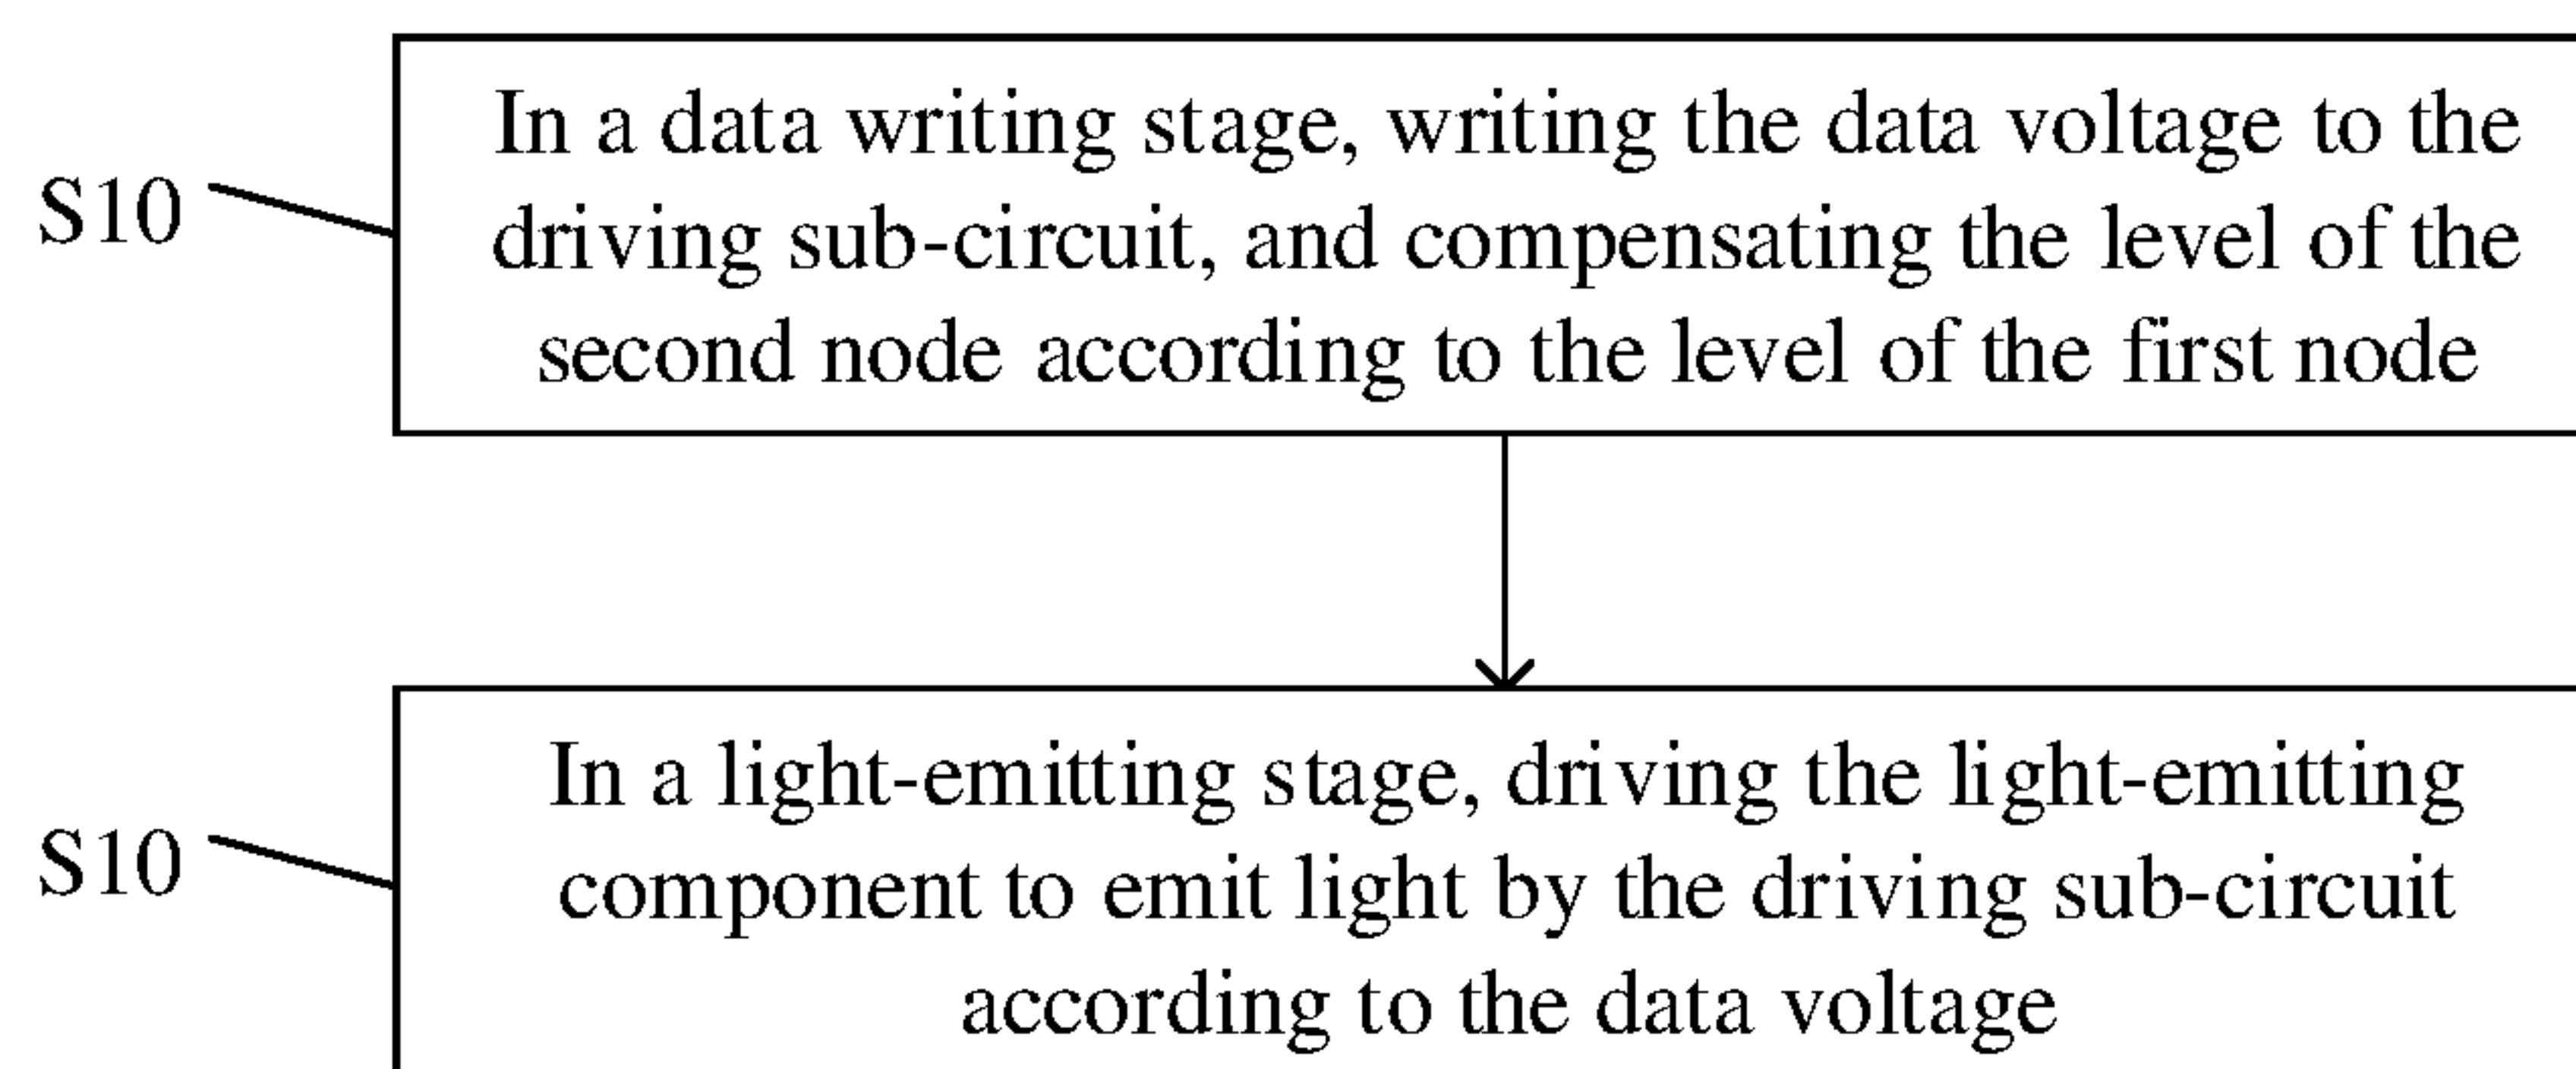 In a data writing stage, writing the data voltage to the
S10
driving sub-circuit, and compensating the level of the
second node according to the level of the first node
In a light-emitting stage, driving the light-emitting
S10
component to emit light by the driving sub-circuit
according to the data voltage